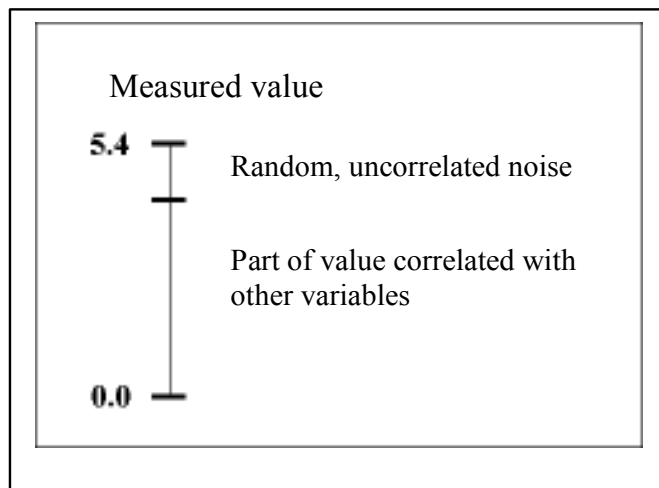 Measured value
5.4
Random, uncorrelated noise
Part of value correlated with
other variables
0.0